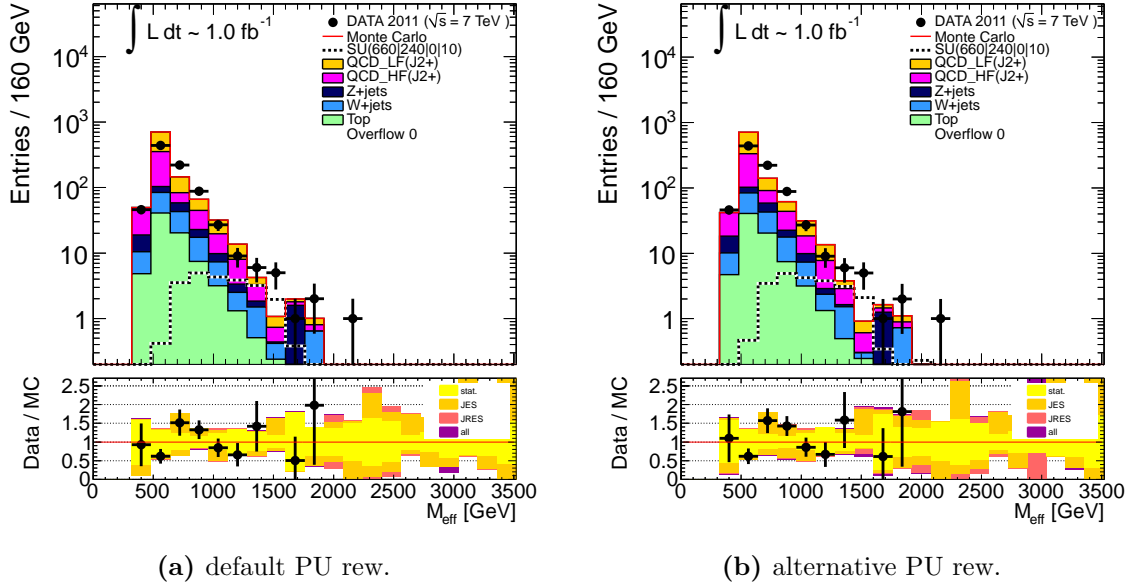 ∫ L dt ~ 1.0 fb⁻¹
DATA 2011 (√s = 7 TeV )
Monte Carlo
SU(660|240|0|10)
QCD_LF(J2+)
QCD_HF(J2+)
Z+jets
W+jets
Top
Overflow 0
Entries / 160 GeV
10³
10²
10
1
Data / MC
2.5
2
1.5
1
0.5
0
stat.
JES
JRES
all
0 500 1000 1500 2000 2500 3000 3500
M_eff [GeV]
(a) default PU rew.
∫ L dt ~ 1.0 fb⁻¹
DATA 2011 (√s = 7 TeV )
Monte Carlo
SU(660|240|0|10)
QCD_LF(J2+)
QCD_HF(J2+)
Z+jets
W+jets
Top
Overflow 0
Entries / 160 GeV
10³
10²
10
1
Data / MC
2.5
2
1.5
1
0.5
0
stat.
JES
JRES
all
0 500 1000 1500 2000 2500 3000 3500
M_eff [GeV]
(b) alternative PU rew.